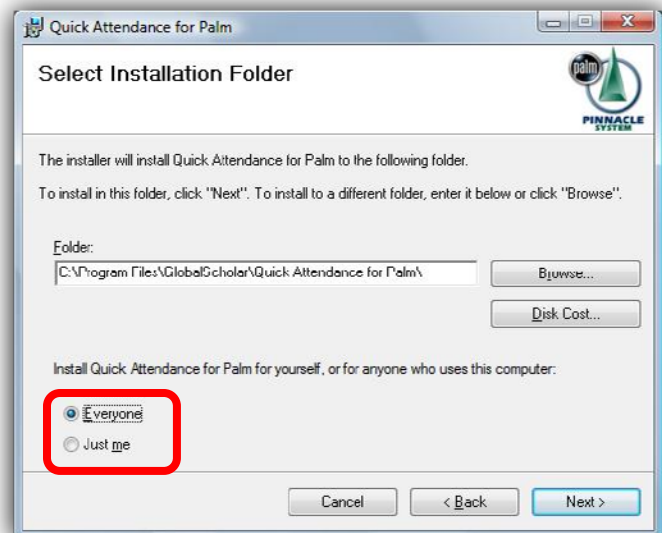 Quick Attendance for Palm
Select Installation Folder
palm
PINNACLE
SYSTEM
The installer will install Quick Attendance for Palm to the following folder.
To install in this folder, click "Next". To install to a different folder, enter it below or click "Browse".
Folder:
C:\Program Files\GlobalScholar\Quick Attendance for Palm\
Browse...
Disk Cost...
Install Quick Attendance for Palm for yourself, or for anyone who uses this computer:
Everyone
Just me
Cancel
< Back
Next >